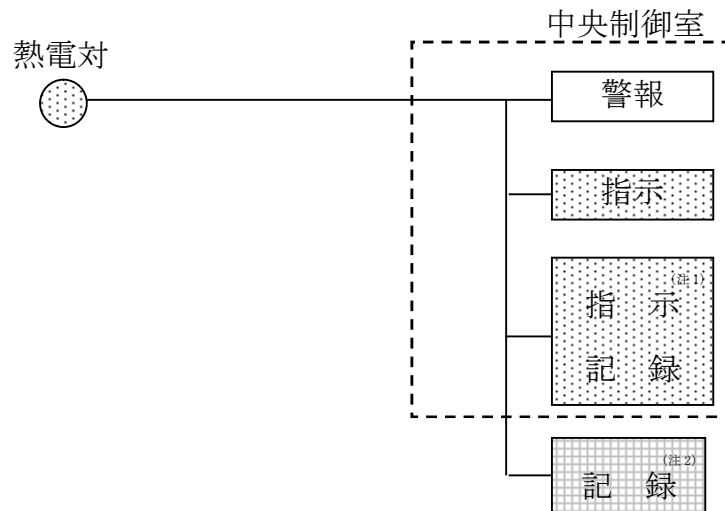 中央制御室
熱電対
警報
指示
(注1)
指 示
記 録
(注2)
記 録